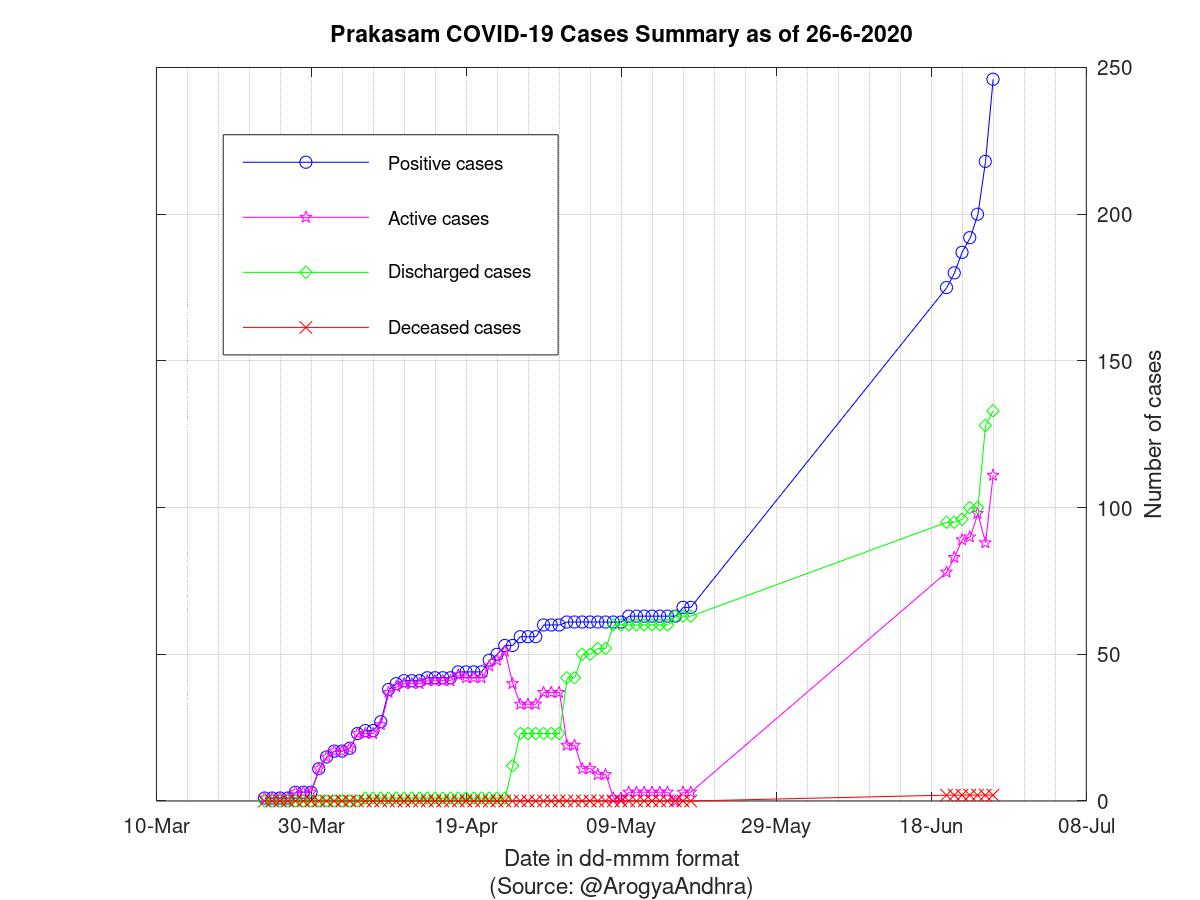 Prakasam COVID-19 Cases Summary as of 26-6-2020
Positive cases
Active cases
Discharged cases
Deceased cases
250
200
150
100
50
0
Number of cases
10-Mar 30-Mar 19-Apr 09-May 29-May 18-Jun 08-Jul
Date in dd-mmm format
(Source: @ArogyaAndhra)